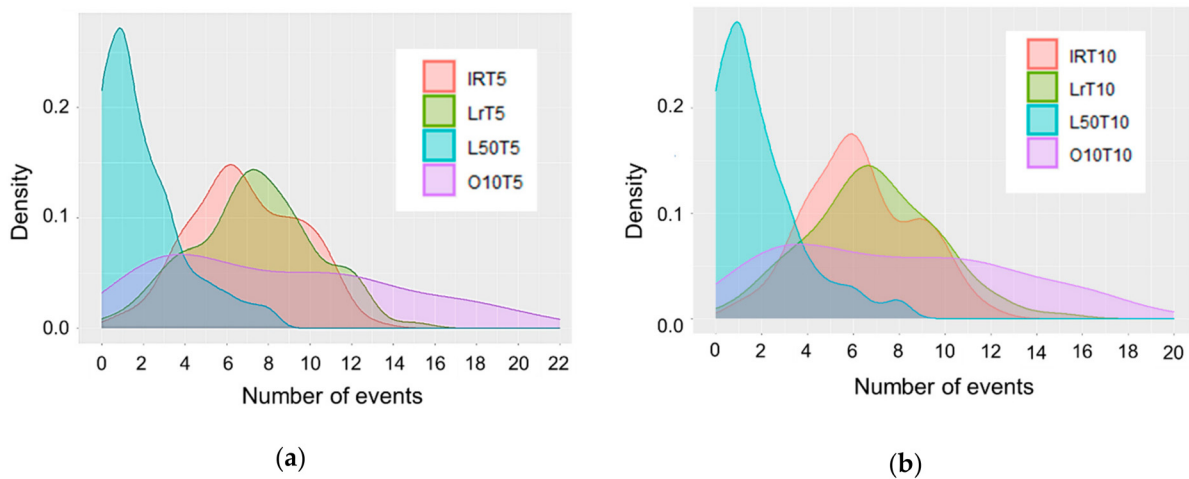 IRT5
LrT5
L50T5
O10T5
0.2
0.1
0.0
Density
0 2 4 6 8 10 12 14 16 18 20 22
Number of events
(a)
IRT10
LrT10
L50T10
O10T10
0.2
0.1
0.0
Density
0 2 4 6 8 10 12 14 16 18 20
Number of events
(b)